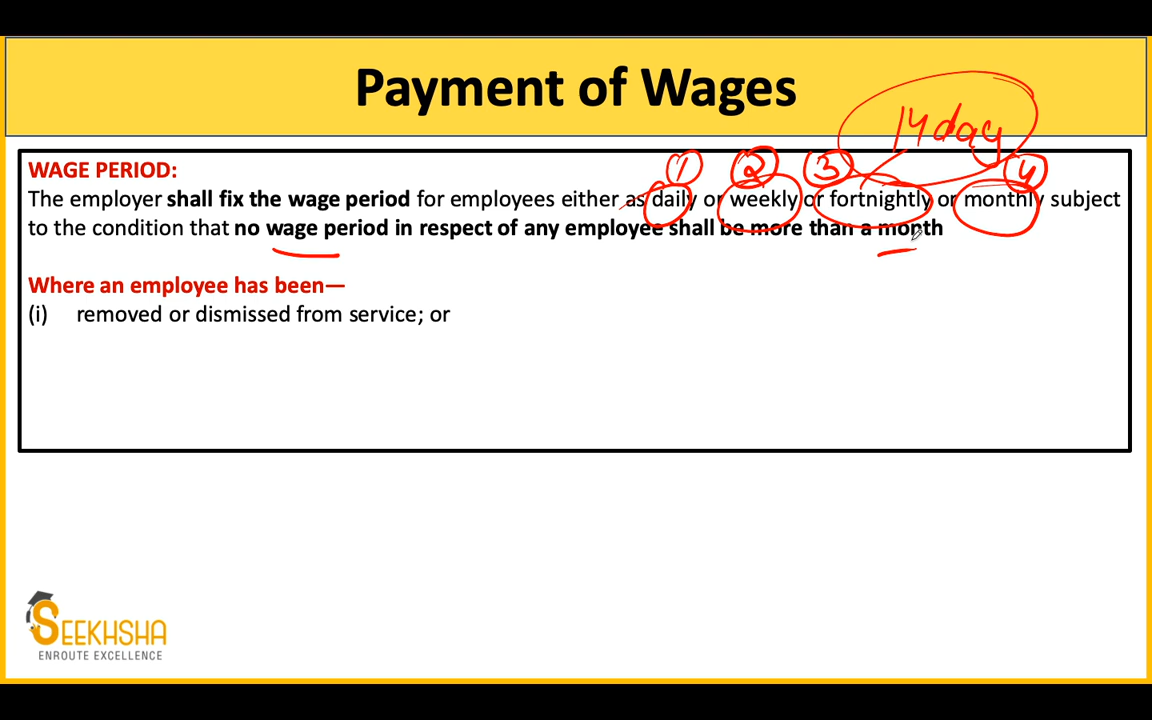 Payment of Wages
14 day
1 2 3 4
WAGE PERIOD:
The employer shall fix the wage period for employees either as daily or weekly or fortnightly or monthly subject
to the condition that no wage period in respect of any employee shall be more than a month
Where an employee has been—
(i) removed or dismissed from service; or
SEEKHSHA
ENROUTE EXCELLENCE